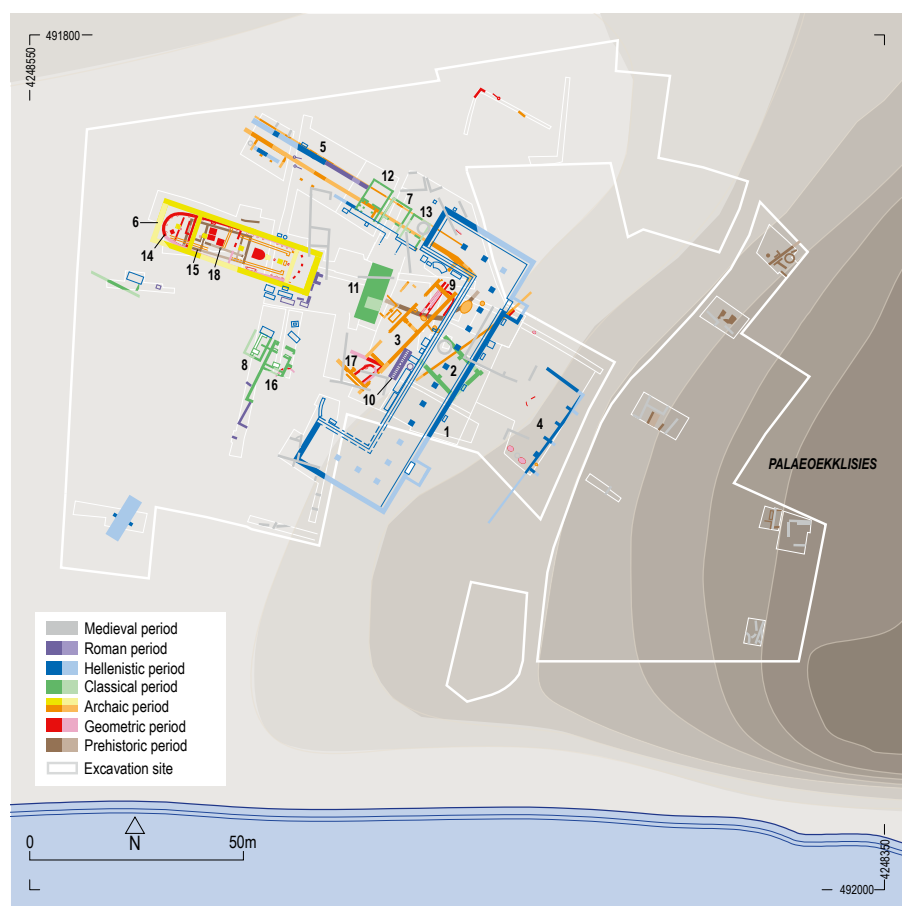 491800
4248550
5
12
7
13
6
14
15
18
11
9
3
17
8
16
10
2
1
4
PALAEOEKKLISIES
Medieval period
Roman period
Hellenistic period
Classical period
Archaic period
Geometric period
Prehistoric period
Excavation site
0
N
50m
4248350
492000